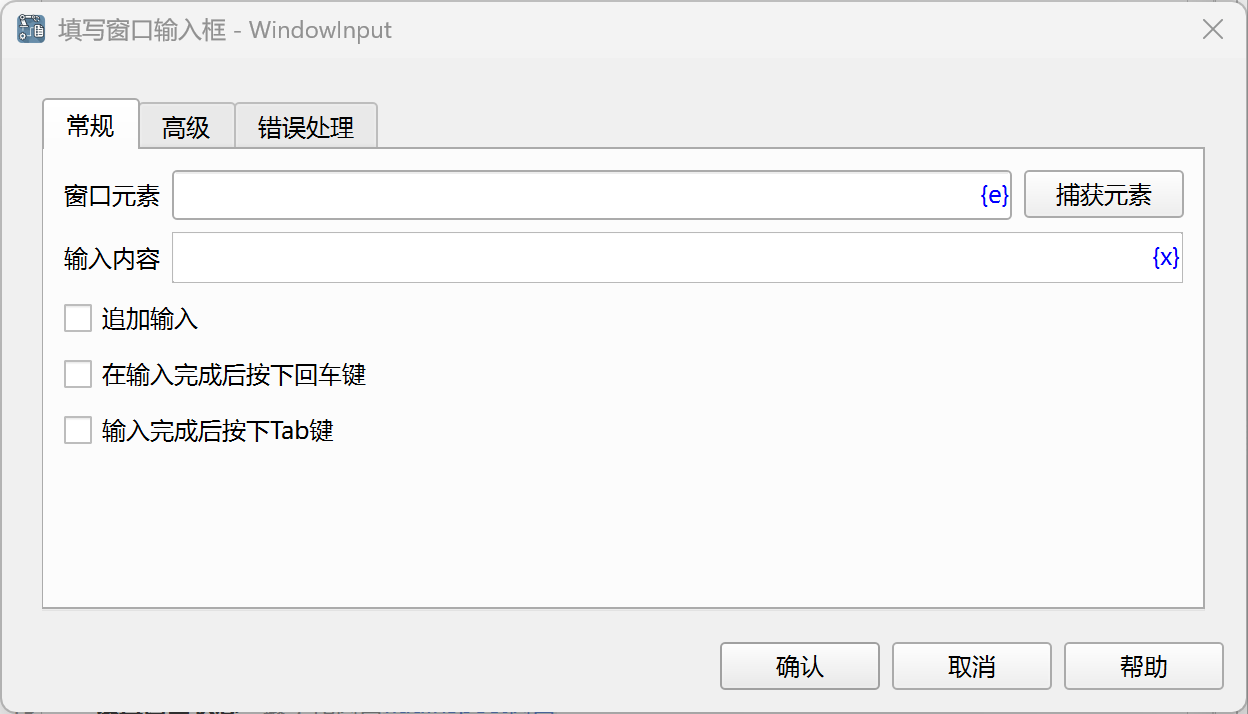 填写窗口输入框 - WindowInput
常规 高级 错误处理
窗口元素 {e} 捕获元素
输入内容 {x}
追加输入
在输入完成后按下回车键
输入完成后按下Tab键
确认 取消 帮助